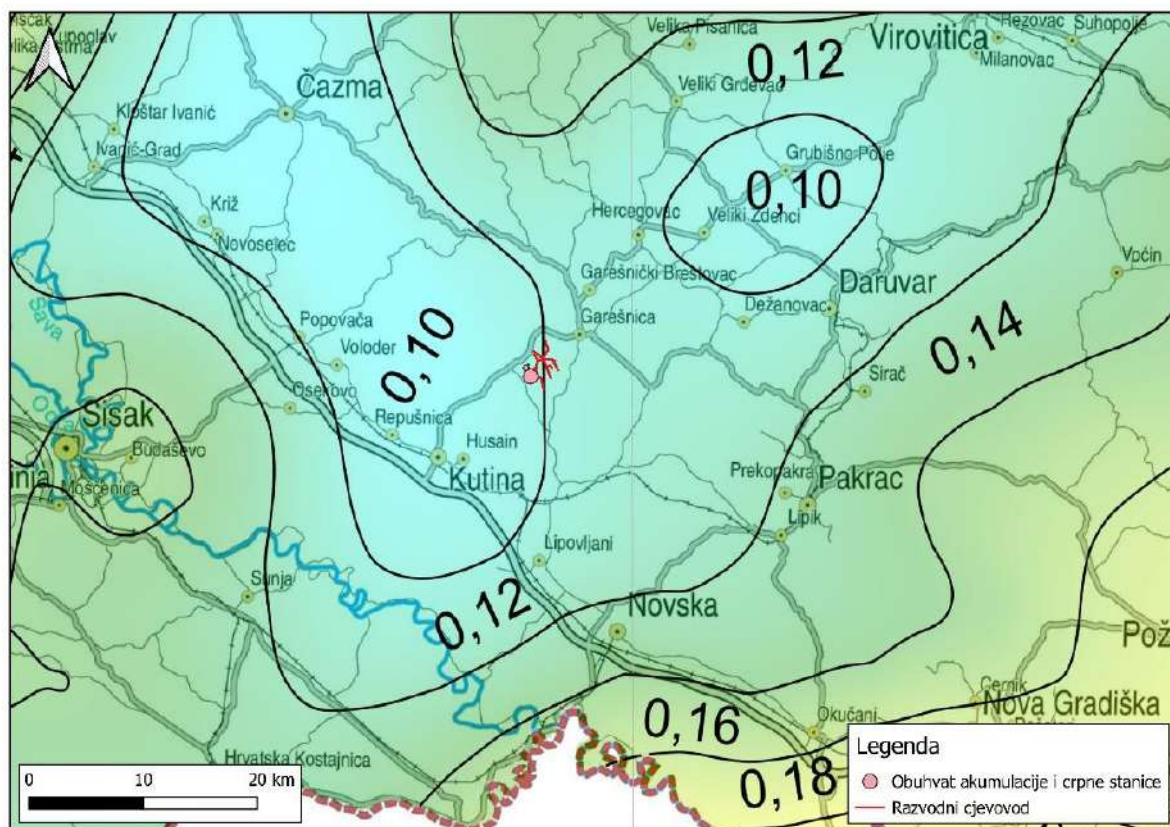 Velika Pisanica
Virovitica
Rezovac
Suhopolje
Milanovac
0,12
Čazma
Veliki Grđevac
Kloštar Ivanić
Ivanić-Grad
Grubišno Polje
0,10
Križ
Novoselec
Hercegovac
Veliki Zdenci
Voćin
Garešnički Brestovac
Daruvar
Dežanovac
Sava
Popovača
Voloder
0,10
Garešnica
0,14
Osekovo
Sirač
Sisak
Repušnica
Husain
Budaševo
Kutina
Prekopakra
Pakrac
Mošćenica
Lipik
Lipovljani
Sunja
0,12
Novska
Cernik
Nova Gradiška
0,16
Okučani
Hrvatska Kostajnica
0,18
0 10 20 km
Legenda
Obuhvat akumulacije i crpne stanice
Razvodni cjevovod